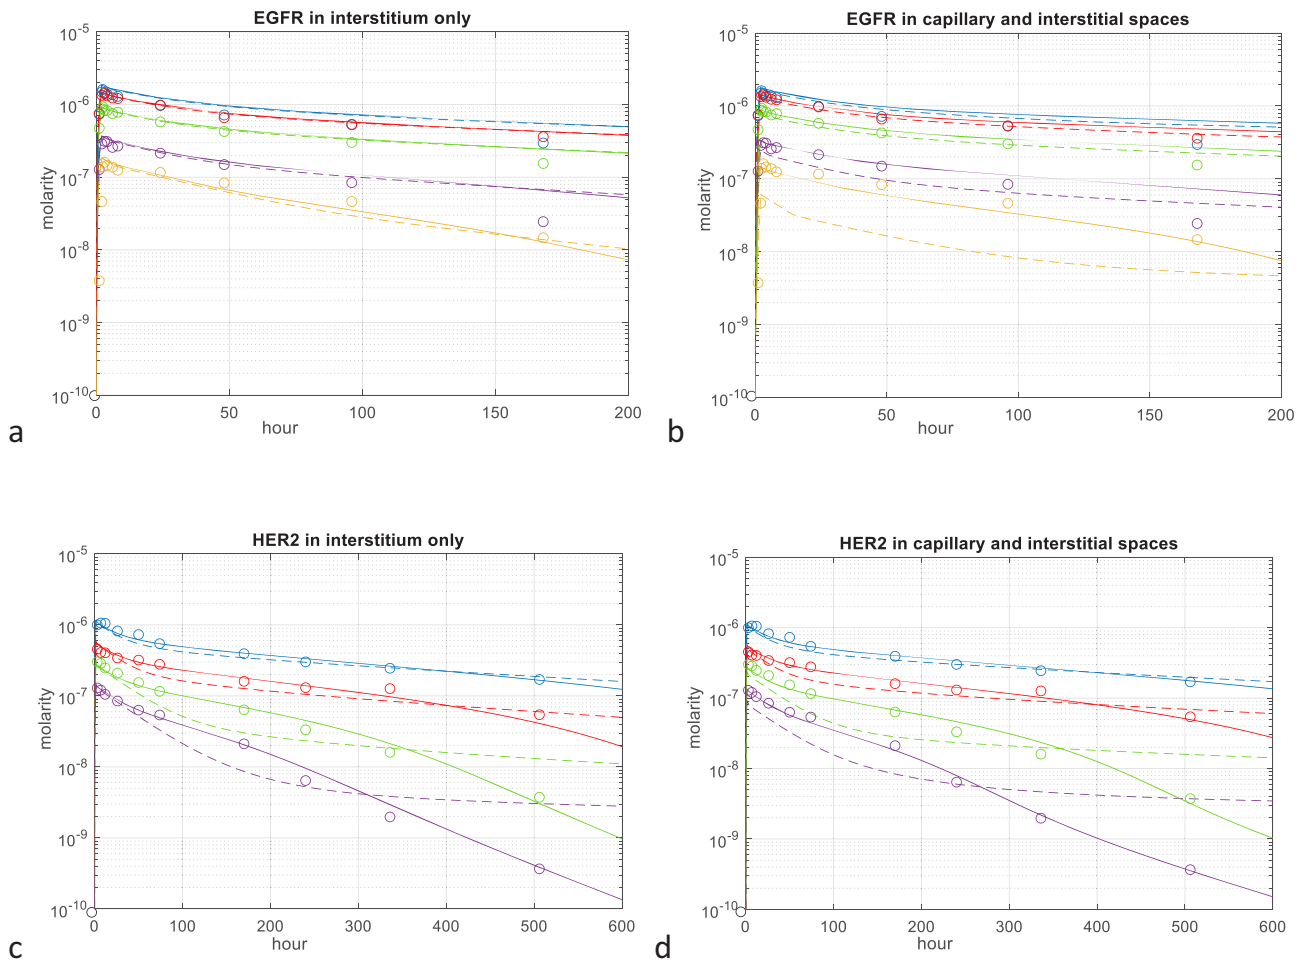 EGFR in interstitium only
10-5
10-6
10-7
10-8
10-9
10-10
molarity
0 50 100 150 200
hour
a
EGFR in capillary and interstitial spaces
10-5
10-6
10-7
10-8
10-9
10-10
molarity
0 50 100 150 200
hour
b
HER2 in interstitium only
10-5
10-6
10-7
10-8
10-9
10-10
molarity
0 100 200 300 400 500 600
hour
c
HER2 in capillary and interstitial spaces
10-5
10-6
10-7
10-8
10-9
10-10
molarity
0 100 200 300 400 500 600
hour
d